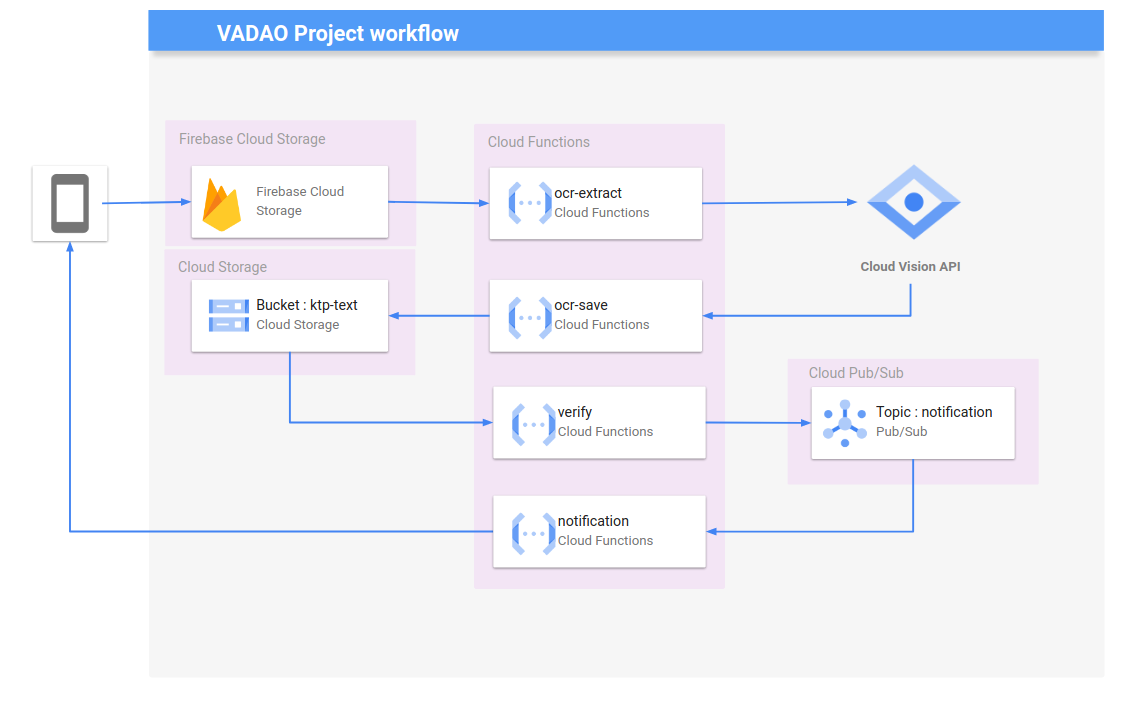 VADAO Project workflow
Firebase Cloud Storage
Firebase Cloud
Storage
Cloud Functions
ocr-extract
Cloud Functions
Cloud Vision API
Cloud Storage
Bucket : ktp-text
Cloud Storage
ocr-save
Cloud Functions
verify
Cloud Functions
Cloud Pub/Sub
Topic : notification
Pub/Sub
notification
Cloud Functions